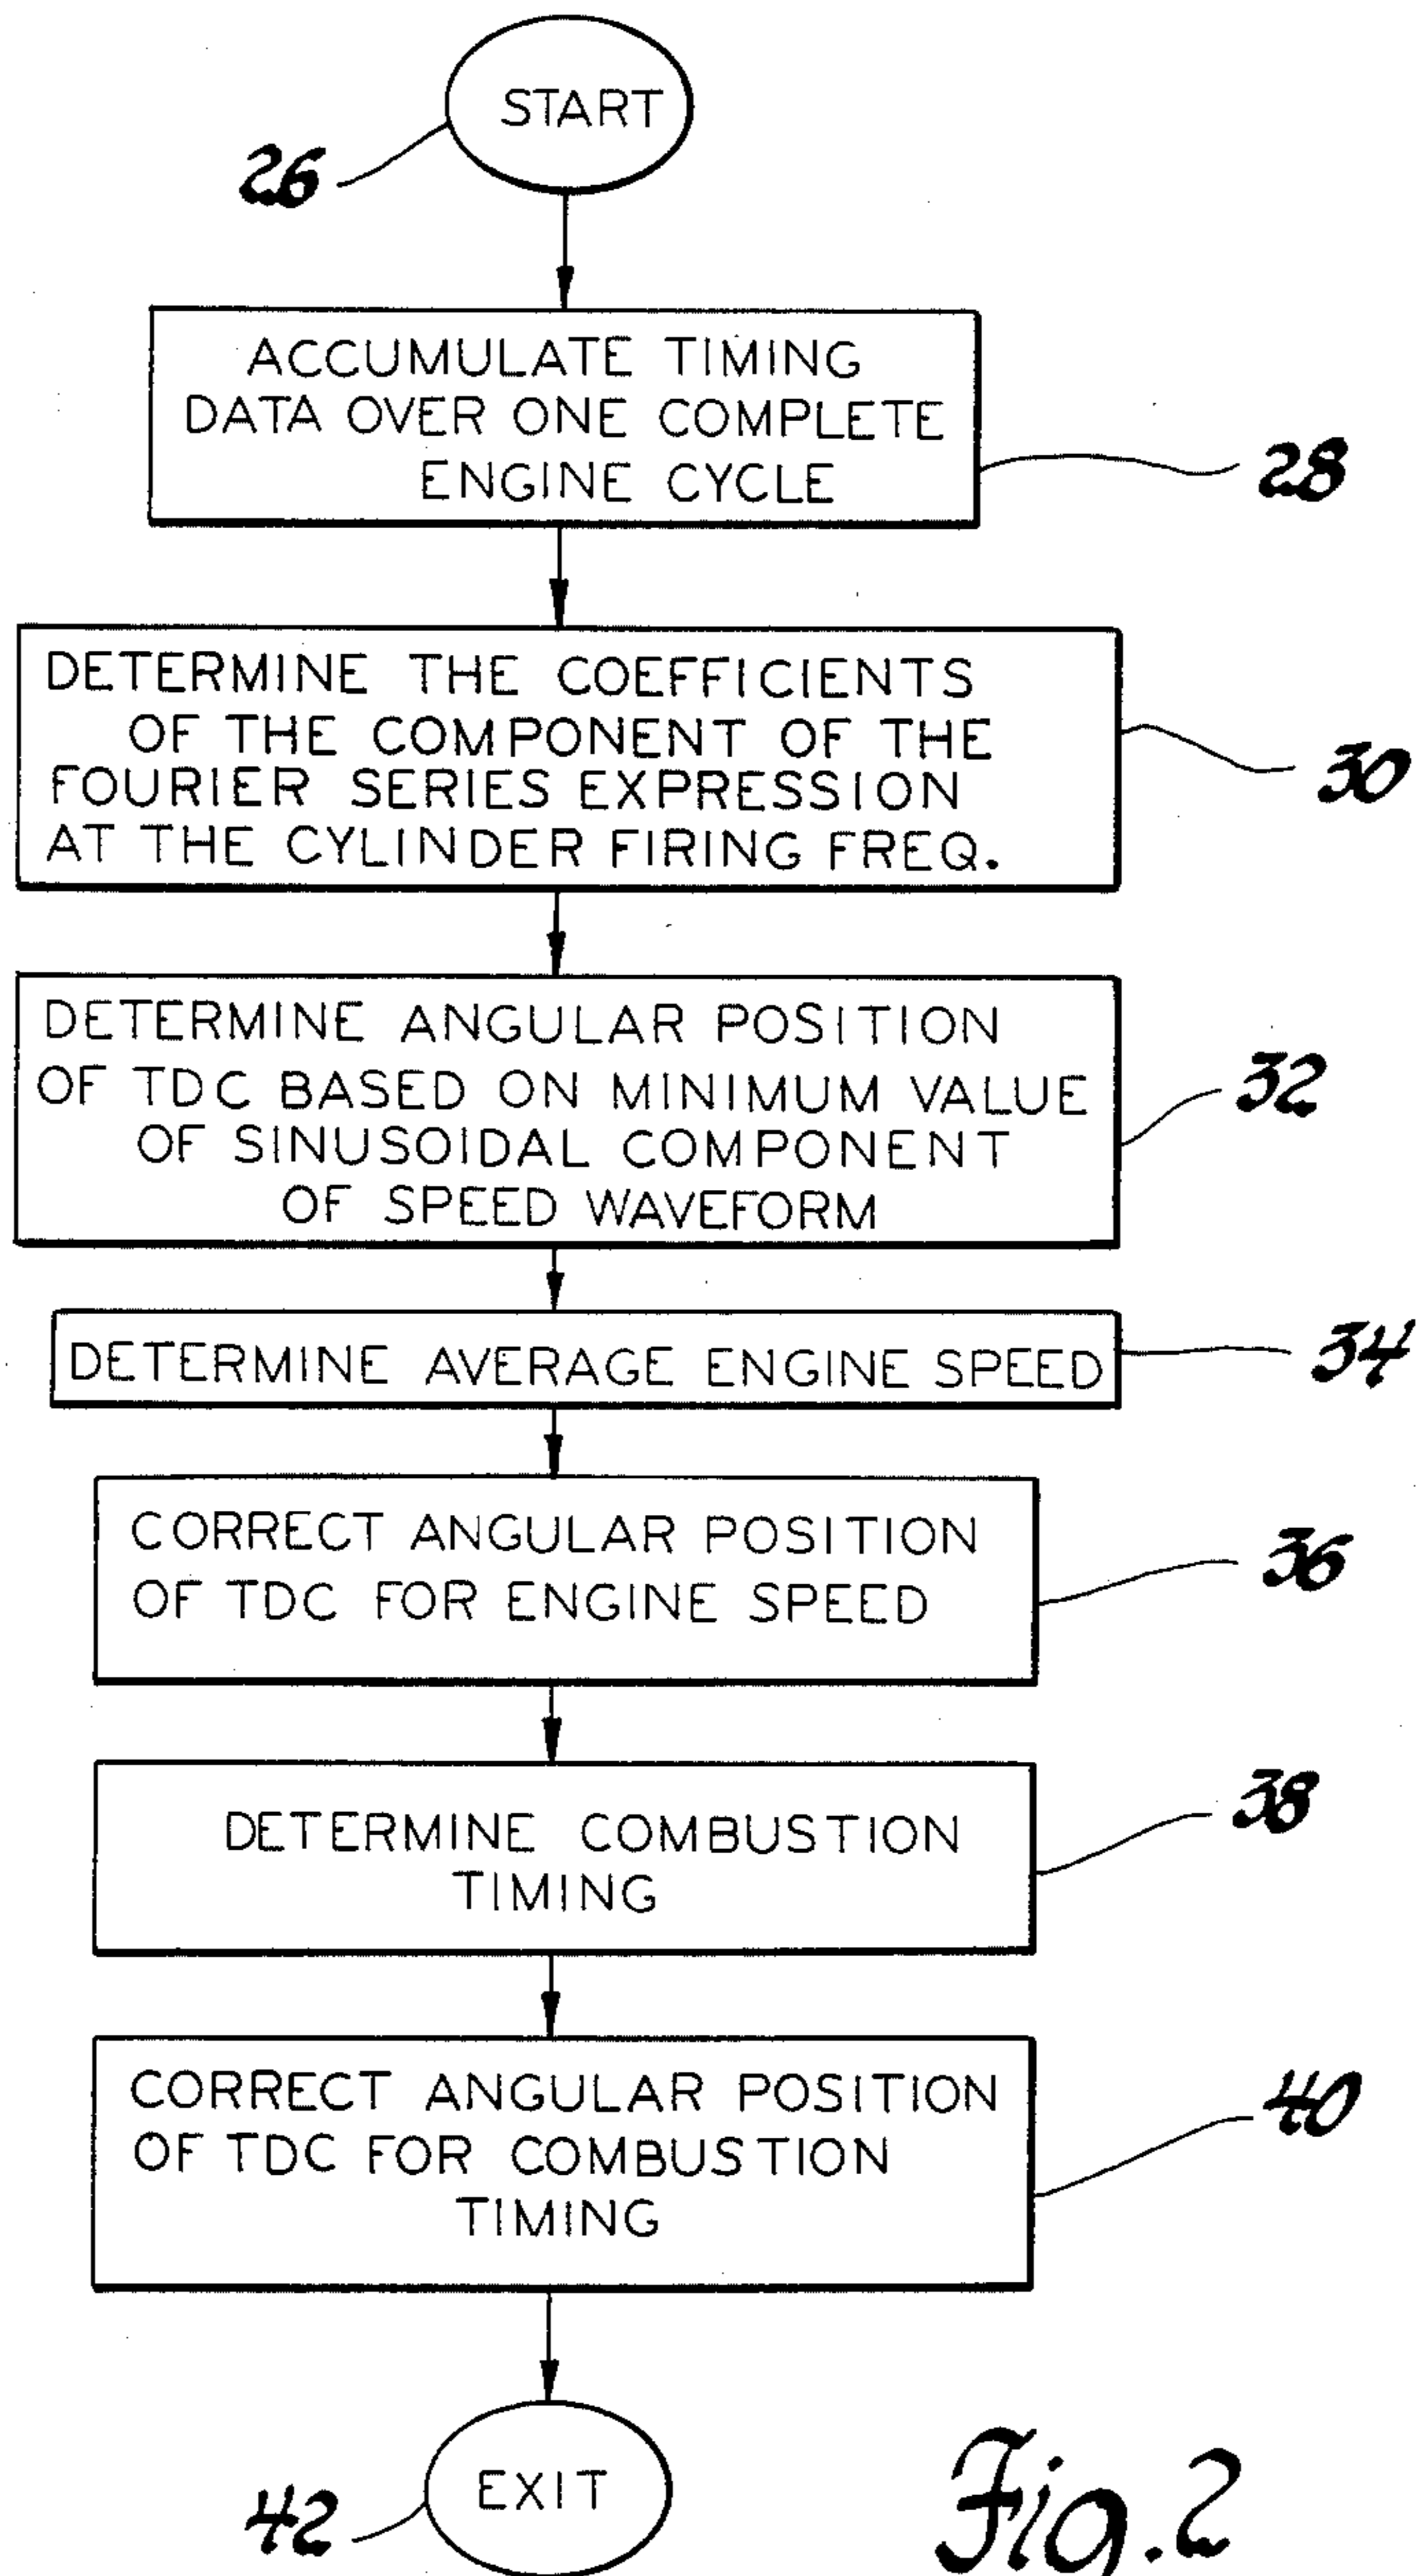 START
26
ACCUMULATE TIMING
DATA OVER ONE COMPLETE
ENGINE CYCLE
28
DETERMINE THE COEFFICIENTS
OF THE COMPONENT OF THE
FOURIER SERIES EXPRESSION
AT THE CYLINDER FIRING FREQ.
30
DETERMINE ANGULAR POSITION
OF TDC BASED ON MINIMUM VALUE
OF SINUSOIDAL COMPONENT
OF SPEED WAVEFORM
32
DETERMINE AVERAGE ENGINE SPEED
34
CORRECT ANGULAR POSITION
OF TDC FOR ENGINE SPEED
36
DETERMINE COMBUSTION
TIMING
38
CORRECT ANGULAR POSITION
OF TDC FOR COMBUSTION
TIMING
40
EXIT
42
Fig. 2